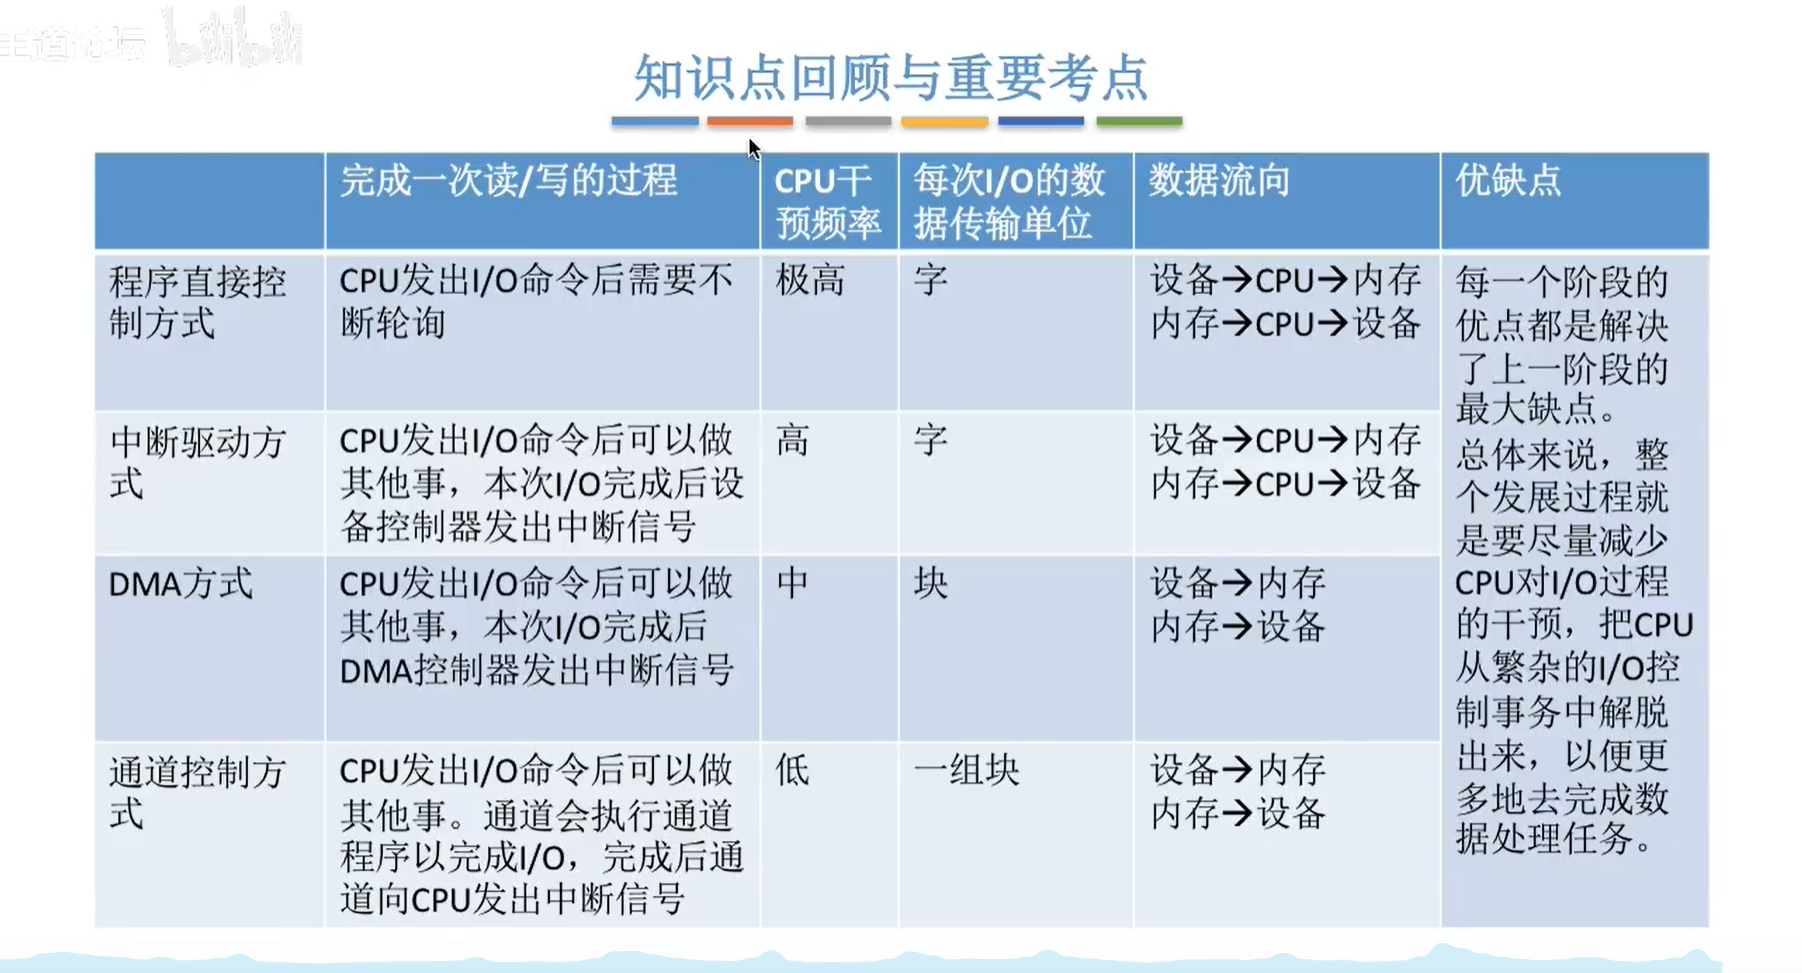 王道论坛 bilibili
知识点回顾与重要考点
完成一次读/写的过程
CPU干
预频率
每次I/O的数
据传输单位
数据流向
优缺点
程序直接控
制方式
CPU发出I/O命令后需要不
断轮询
极高
字
设备→CPU→内存
内存→CPU→设备
每一个阶段的
优点都是解决
了上一阶段的
最大缺点。
总体来说，整
个发展过程就
是要尽量减少
CPU对I/O过程
的干预，把CPU
从繁杂的I/O控
制事务中解脱
出来，以便更
多地去完成数
据处理任务。
中断驱动方
式
CPU发出I/O命令后可以做
其他事，本次I/O完成后设
备控制器发出中断信号
高
字
设备→CPU→内存
内存→CPU→设备
DMA方式
CPU发出I/O命令后可以做
其他事，本次I/O完成后
DMA控制器发出中断信号
中
块
设备→内存
内存→设备
通道控制方
式
CPU发出I/O命令后可以做
其他事。通道会执行通道
程序以完成I/O，完成后通
道向CPU发出中断信号
低
一组块
设备→内存
内存→设备